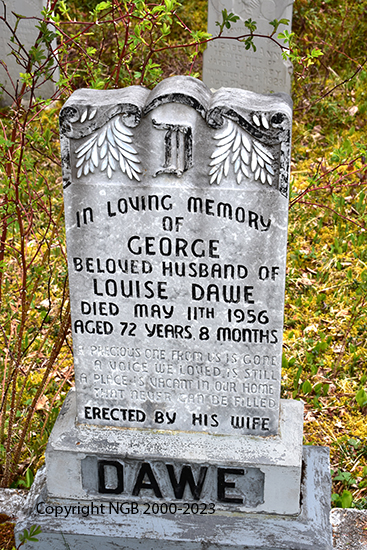 D
IN LOVING MEMORY
OF
GEORGE
BELOVED HUSBAND OF
LOUISE DAWE
DIED MAY 11TH 1956
AGED 72 YEARS 8 MONTHS
A PRECIOUS ONE FROM US IS GONE
A VOICE WE LOVED IS STILL
A PLACE IS VACANT IN OUR HOME
THAT NEVER CAN BE FILLED
ERECTED BY HIS WIFE
DAWE
Copyright NGB 2000-2023